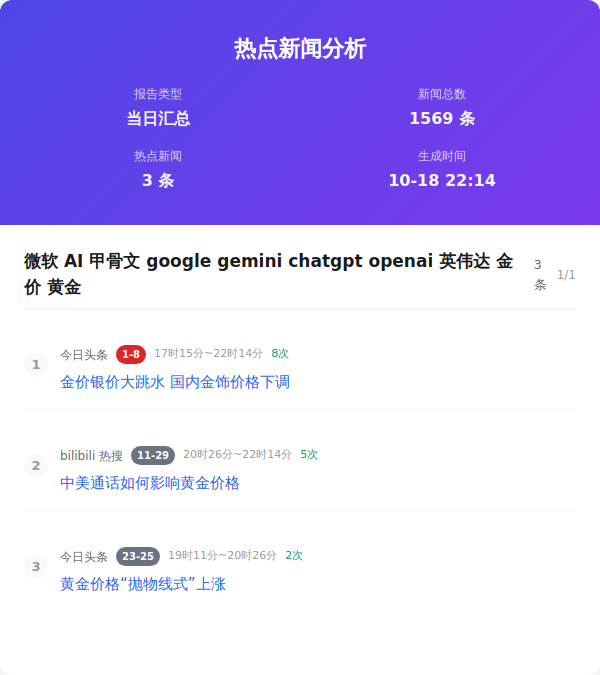 热点新闻分析
报告类型
新闻总数
当日汇总
1569 条
热点新闻
生成时间
3 条
10-18 22:14
微软 AI 甲骨文 google gemini chatgpt openai 英伟达 金
价 黄金
3
条
1/1
1
今日头条 1-8 17时15分~22时14分 8次
金价银价大跳水 国内金饰价格下调
2
bilibili 热搜 11-29 20时26分~22时14分 5次
中美通话如何影响黄金价格
3
今日头条 23-25 19时11分~20时26分 2次
黄金价格“抛物线式”上涨